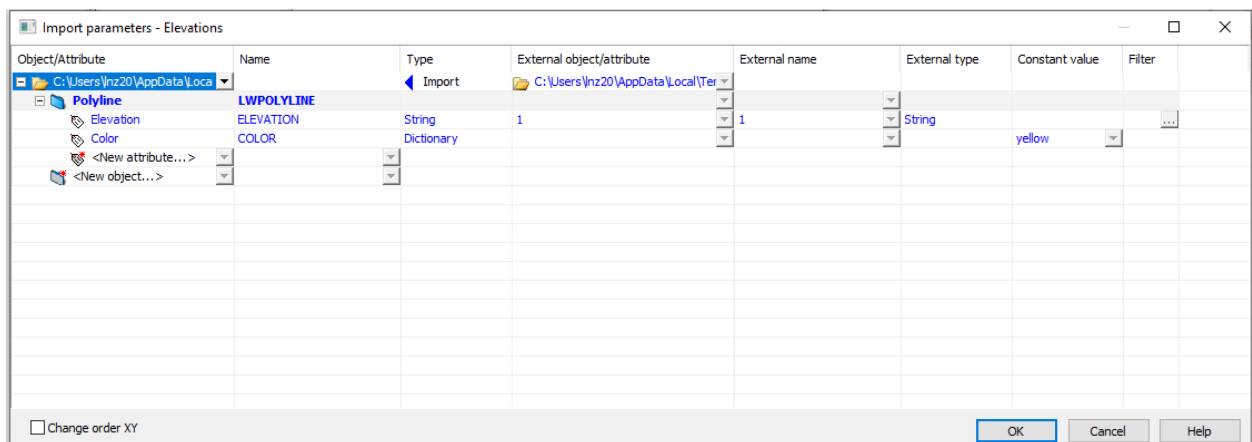 Import parameters - Elevations
Object/Attribute Name Type External object/attribute External name External type Constant value Filter
C:\Users\lnz20\AppData\Loca Import C:\Users\lnz20\AppData\Local\Ter
Polyline LWPOLYLINE
Elevation ELEVATION String 1 1 String ...
Color COLOR Dictionary yellow
<New attribute...>
<New object...>
Change order XY OK Cancel Help